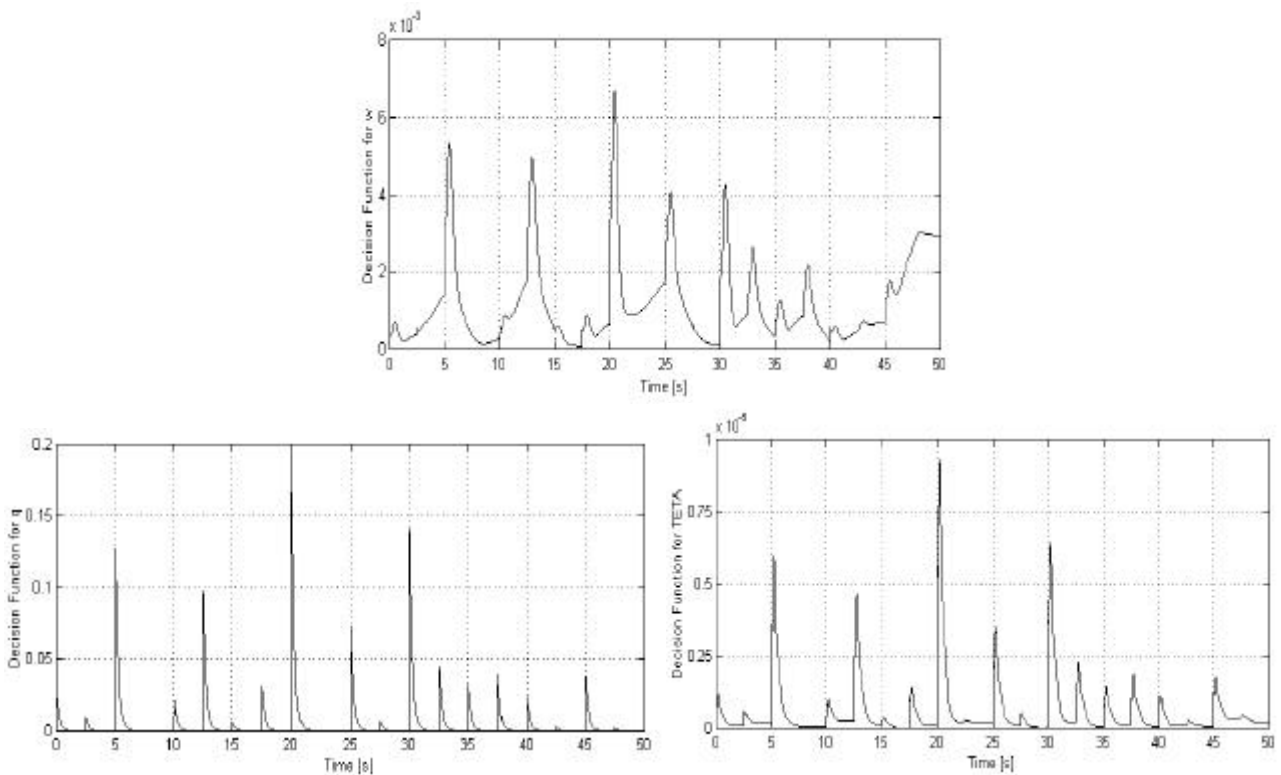 x 10⁻³
8
6
4
2
0
Decision Function for w
0 5 10 15 20 25 30 35 40 45 50
Time [s]
0.2
0.15
0.1
0.05
0
Decision Function for q
0 5 10 15 20 25 30 35 40 45 50
Time [s]
1
0.75
0.5
0.25
0
Decision Function for TETA
0 5 10 15 20 25 30 35 40 45 50
Time [s]